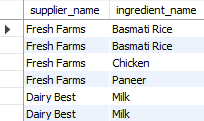 supplier_name ingredient_name
Fresh Farms Basmati Rice
Fresh Farms Basmati Rice
Fresh Farms Chicken
Fresh Farms Paneer
Dairy Best Milk
Dairy Best Milk